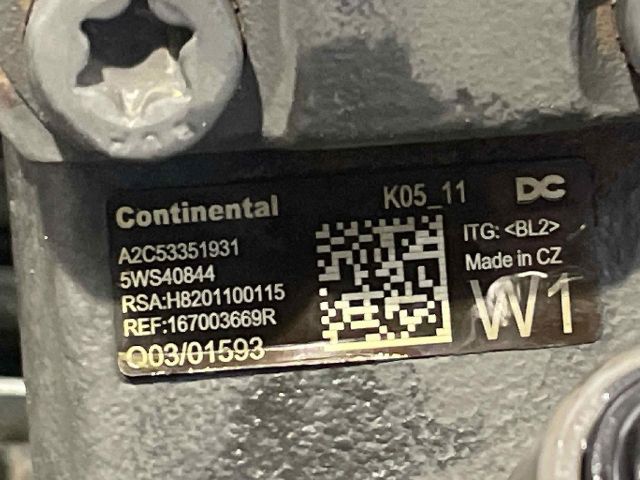 Continental
K05_11
DC
A2C53351931
5WS40844
RSA:H8201100115
REF:167003669R
Q03/01593
ITG: <BL2>
Made in CZ
W1